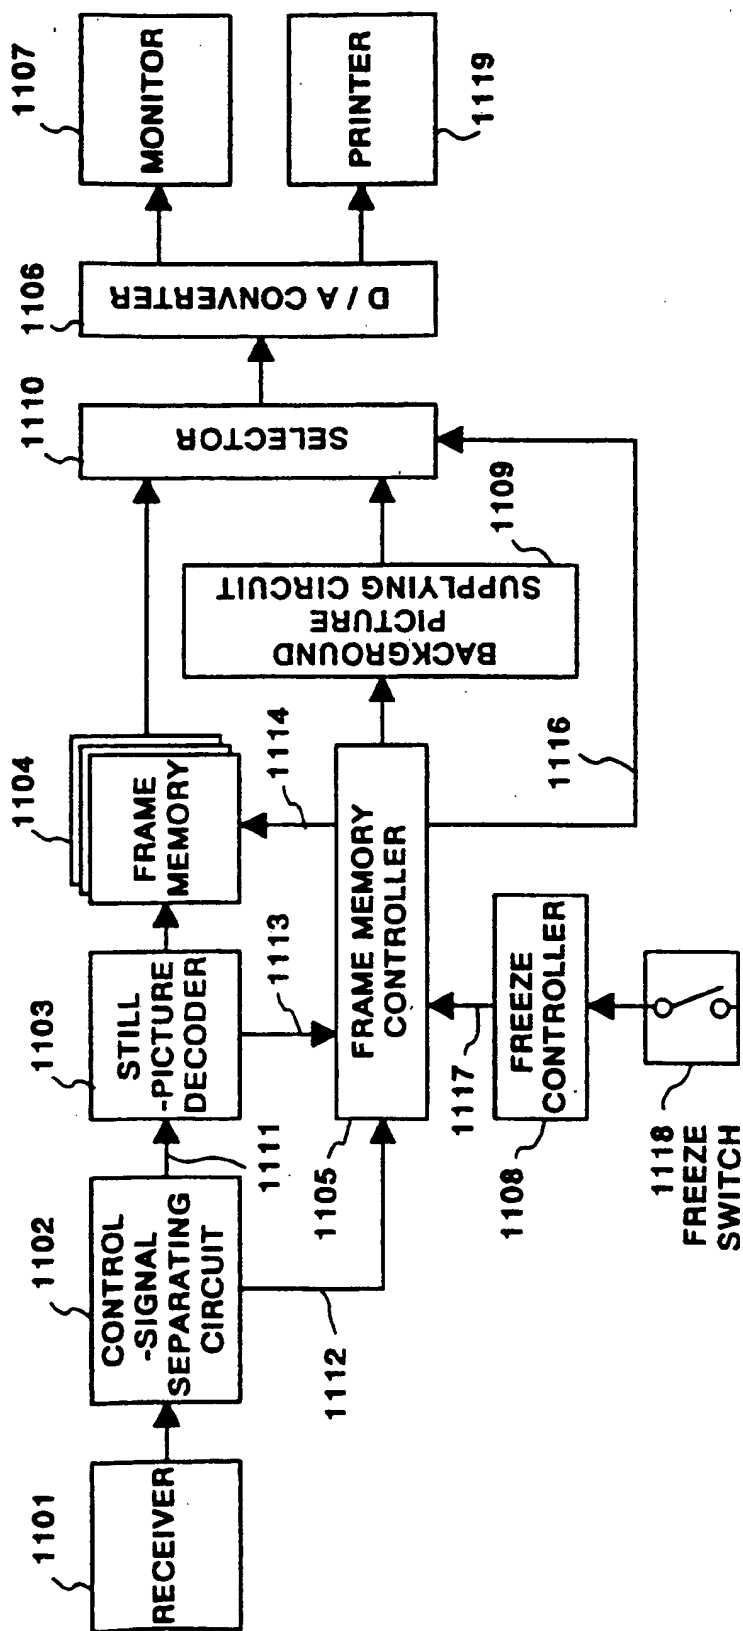 1101
RECEIVER
1102
CONTROL
-SIGNAL
SEPARATING
CIRCUIT
1111
1112
1103
STILL
-PICTURE
DECODER
1113
1104
FRAME
MEMORY
1114
1105
FRAME MEMORY
CONTROLLER
1117
1108
FREEZE
CONTROLLER
1118
FREEZE
SWITCH
1109
BACKGROUND
PICTURE
SUPPLYING CIRCUIT
1116
1110
SELECTOR
1106
D / A CONVERTER
1107
MONITOR
PRINTER
1119